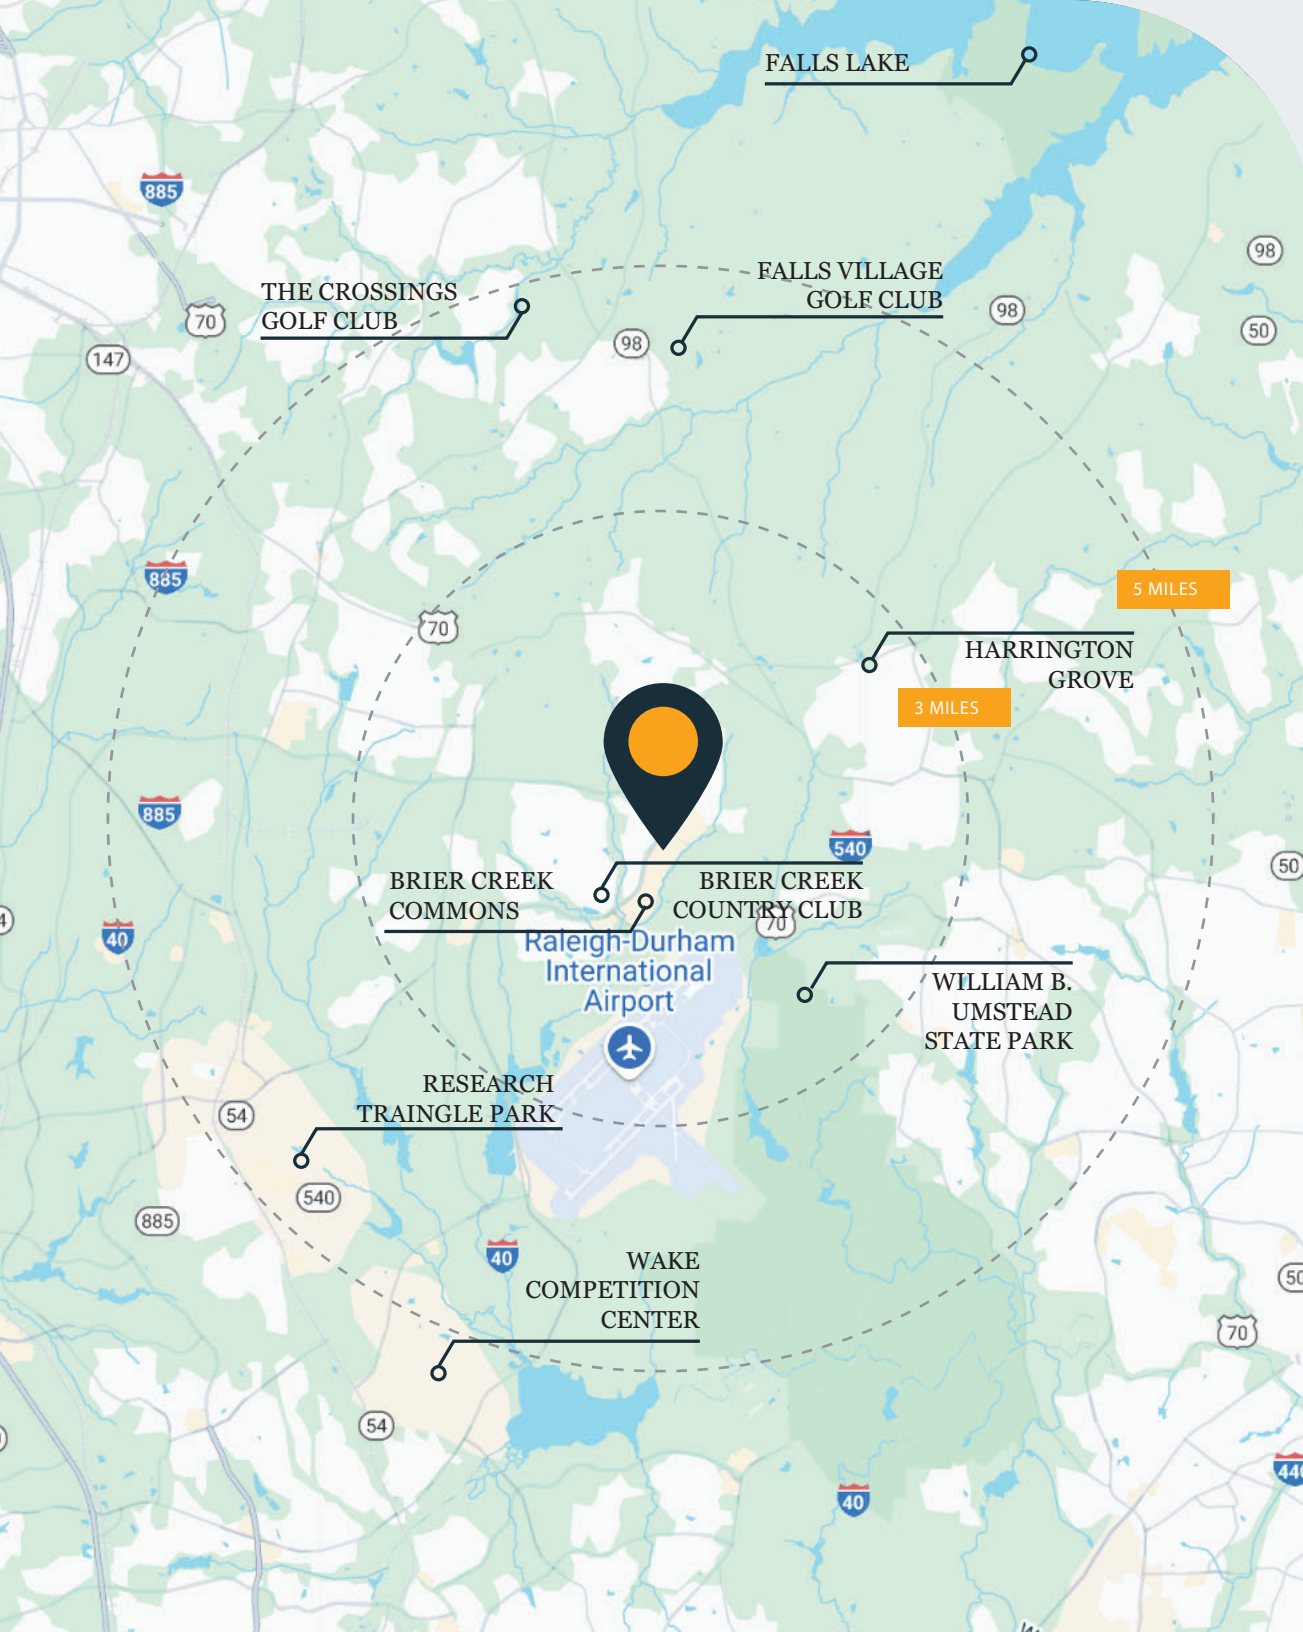 FALLS LAKE
885
98
FALLS VILLAGE
GOLF CLUB
THE CROSSINGS
GOLF CLUB
98
70
50
98
147
885
5 MILES
70
HARRINGTON
GROVE
3 MILES
885
540
50
BRIER CREEK
COMMONS
BRIER CREEK
COUNTRY CLUB
70
40
Raleigh-Durham
International
Airport
WILLIAM B.
UMSTEAD
STATE PARK
RESEARCH
TRAINGLE PARK
54
540
885
40
WAKE
COMPETITION
CENTER
50
70
54
440
40